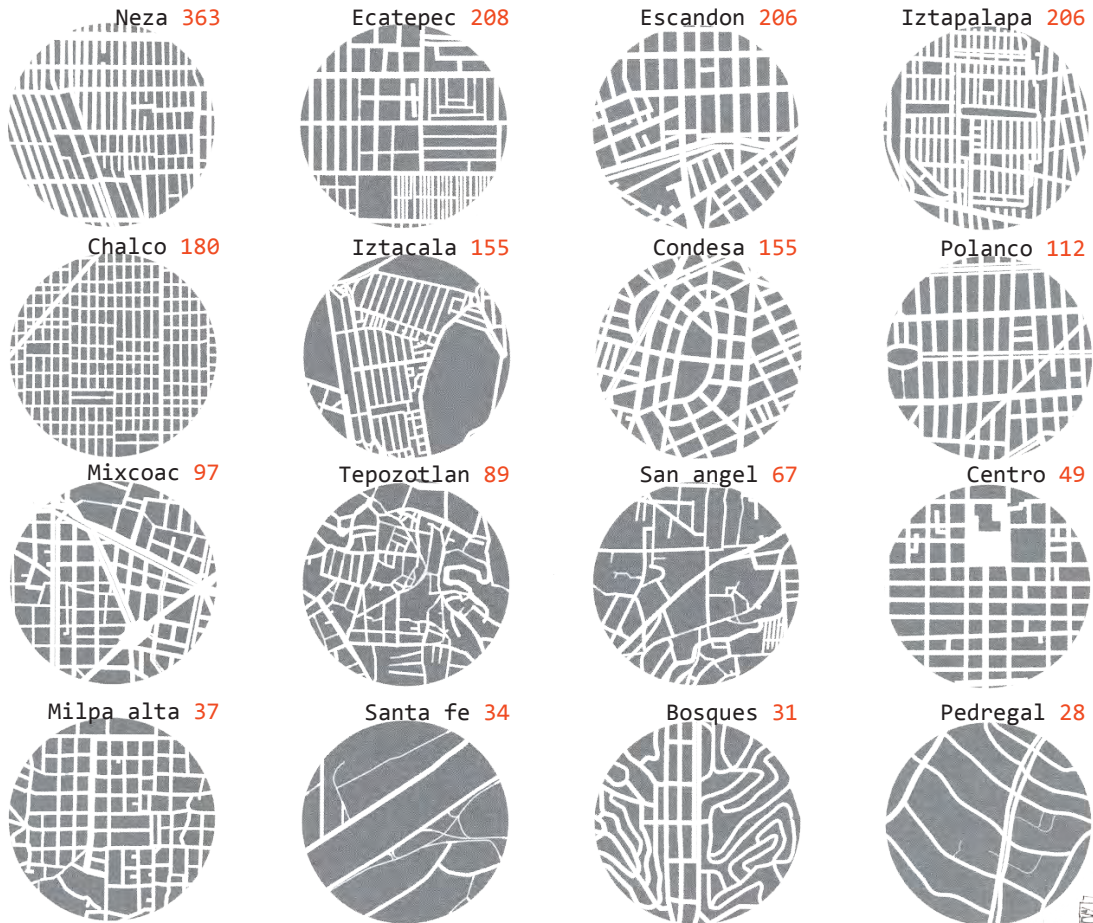 Neza 363
Ecatepec 208
Escandon 206
Iztapalapa 206
Chalco 180
Iztacala 155
Condesa 155
Polanco 112
Mixcoac 97
Tepozotlan 89
San angel 67
Centro 49
Milpa alta 37
Santa fe 34
Bosques 31
Pedregal 28